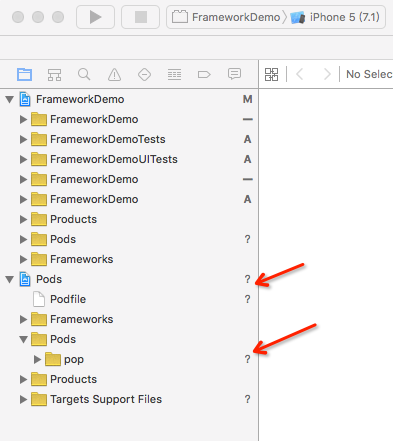 FrameworkDemo
iPhone 5 (7.1)
No Selec
FrameworkDemo M
FrameworkDemo —
FrameworkDemoTests A
FrameworkDemoUITests A
FrameworkDemo —
FrameworkDemo A
Products
Pods ?
Frameworks
Pods ?
Podfile ?
Frameworks
Pods
pop ?
Products
Targets Support Files ?